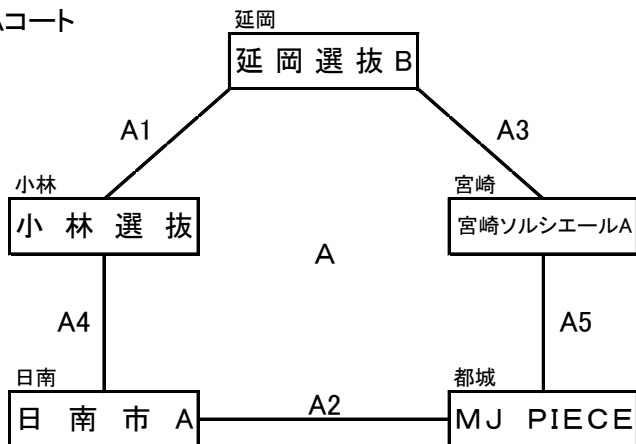 Aコート
延岡
延岡選抜B
A1
A3
小林
小林選抜
宮崎
宮崎ソルシエールA
A
A4
A5
日南
日南市A
A2
都城
MJ PIECE